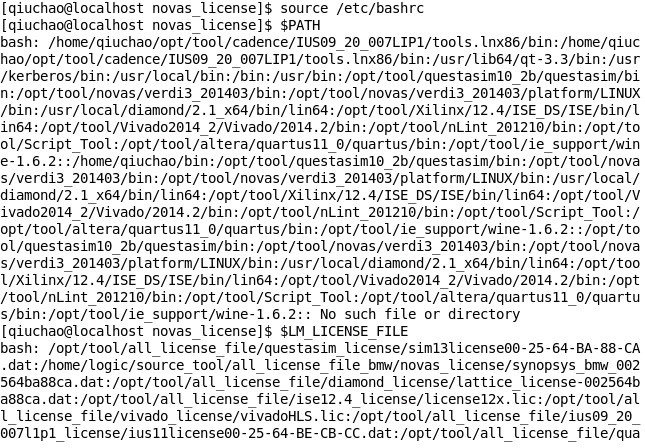 [qiuchao@localhost novas_license]$ source /etc/bashrc
[qiuchao@localhost novas_license]$ $PATH
bash: /home/qiuchao/opt/tool/cadence/IUS09_20_007LIP1/tools.lnx86/bin:/home/qiuc
hao/opt/tool/cadence/IUS09_20_007LIP1/tools.lnx86/bin:/usr/lib64/qt-3.3/bin:/usr
/kerberos/bin:/usr/local/bin:/bin:/usr/bin:/opt/tool/questasim10_2b/questasim/bi
n:/opt/tool/novas/verdi3_201403/bin:/opt/tool/novas/verdi3_201403/platform/LINUX
/bin:/usr/local/diamond/2.1_x64/bin/lin64:/opt/tool/Xilinx/12.4/ISE_DS/ISE/bin/l
in64:/opt/tool/Vivado2014_2/Vivado/2014.2/bin:/opt/tool/nLint_201210/bin:/opt/to
ol/Script_Tool:/opt/tool/altera/quartus11_0/quartus/bin:/opt/tool/ie_support/win
e-1.6.2::/home/qiuchao/bin:/opt/tool/questasim10_2b/questasim/bin:/opt/tool/nova
s/verdi3_201403/bin:/opt/tool/novas/verdi3_201403/platform/LINUX/bin:/usr/local/
diamond/2.1_x64/bin/lin64:/opt/tool/Xilinx/12.4/ISE_DS/ISE/bin/lin64:/opt/tool/V
ivado2014_2/Vivado/2014.2/bin:/opt/tool/nLint_201210/bin:/opt/tool/Script_Tool:/
opt/tool/altera/quartus11_0/quartus/bin:/opt/tool/ie_support/wine-1.6.2::/opt/to
ol/questasim10_2b/questasim/bin:/opt/tool/novas/verdi3_201403/bin:/opt/tool/nova
s/verdi3_201403/platform/LINUX/bin:/usr/local/diamond/2.1_x64/bin/lin64:/opt/too
l/Xilinx/12.4/ISE_DS/ISE/bin/lin64:/opt/tool/Vivado2014_2/Vivado/2014.2/bin:/opt
/tool/nLint_201210/bin:/opt/tool/Script_Tool:/opt/tool/altera/quartus11_0/quartu
s/bin:/opt/tool/ie_support/wine-1.6.2:: No such file or directory
[qiuchao@localhost novas_license]$ $LM_LICENSE_FILE
bash: /opt/tool/all_license_file/questasim_license/sim13license00-25-64-BA-88-CA
.dat:/home/logic/source_tool/all_license_file_bmw/novas_license/synopsys_bmw_002
564ba88ca.dat:/opt/tool/all_license_file/diamond_license/lattice_license-002564b
a88ca.dat:/opt/tool/all_license_file/ise12.4_license/license12x.lic:/opt/tool/al
l_license_file/vivado_license/vivadoHLS.lic:/opt/tool/all_license_file/ius09_20_
007l1p1_license/ius11license00-25-64-BE-CB-CC.dat:/opt/tool/all_license_file/qua